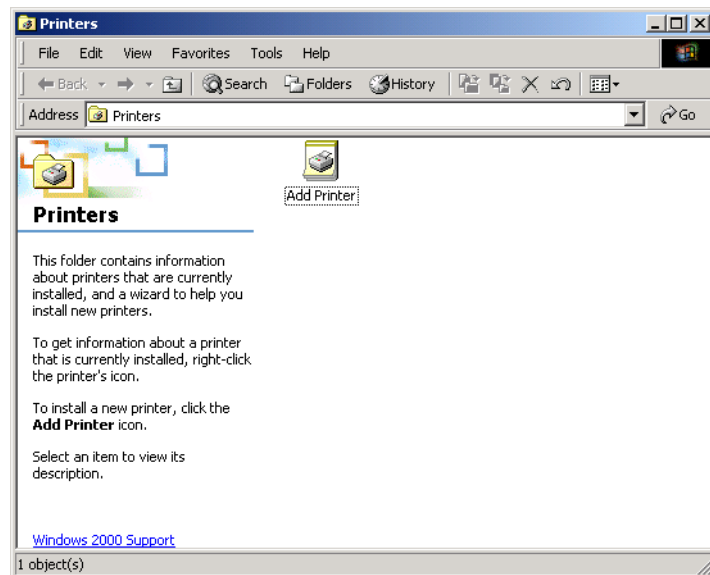 Printers
File Edit View Favorites Tools Help
Back Search Folders History
Address Printers Go
Add Printer
Printers
This folder contains information
about printers that are currently
installed, and a wizard to help you
install new printers.
To get information about a printer
that is currently installed, right-click
the printer's icon.
To install a new printer, click the
Add Printer icon.
Select an item to view its
description.
Windows 2000 Support
1 object(s)